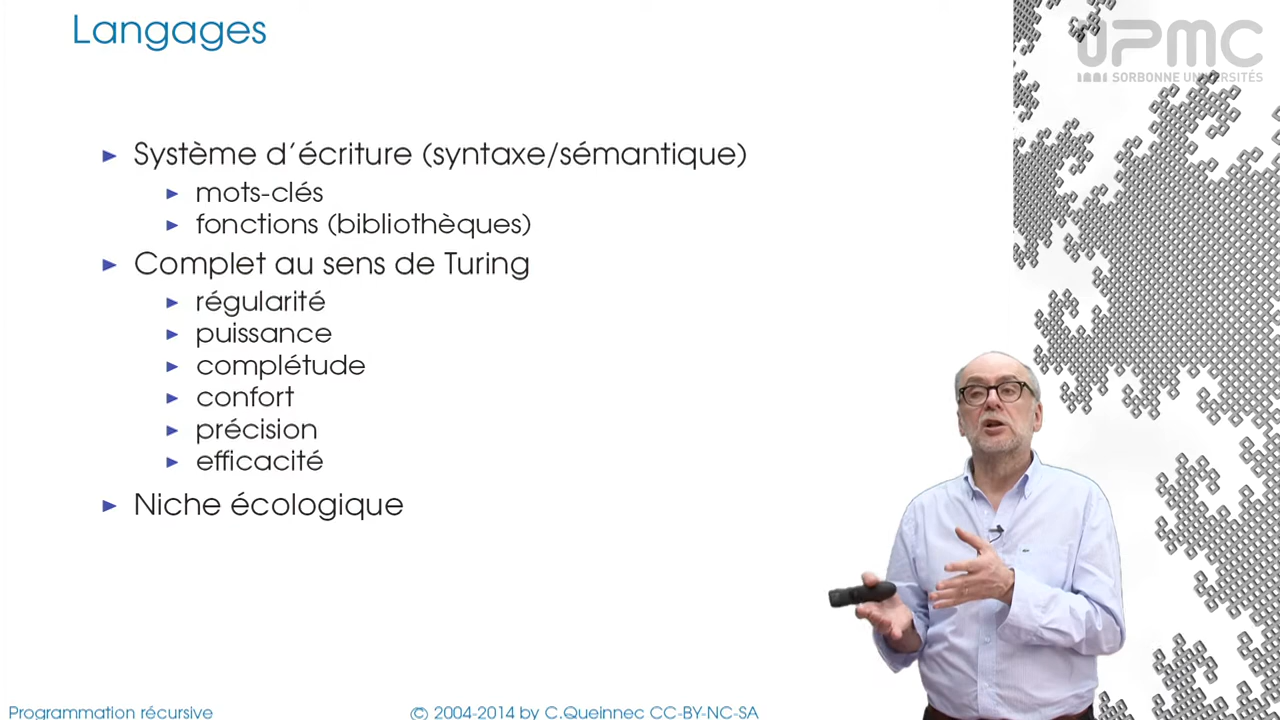 Langages
UPMC
SORBONNE UNIVERSITÉS
Système d'écriture (syntaxe/sémantique)
mots-clés
fonctions (bibliothèques)
Complet au sens de Turing
régularité
puissance
complétude
confort
précision
efficacité
Niche écologique
Programmation récursive
© 2004-2014 by C.Queinnec CC-BY-NC-SA